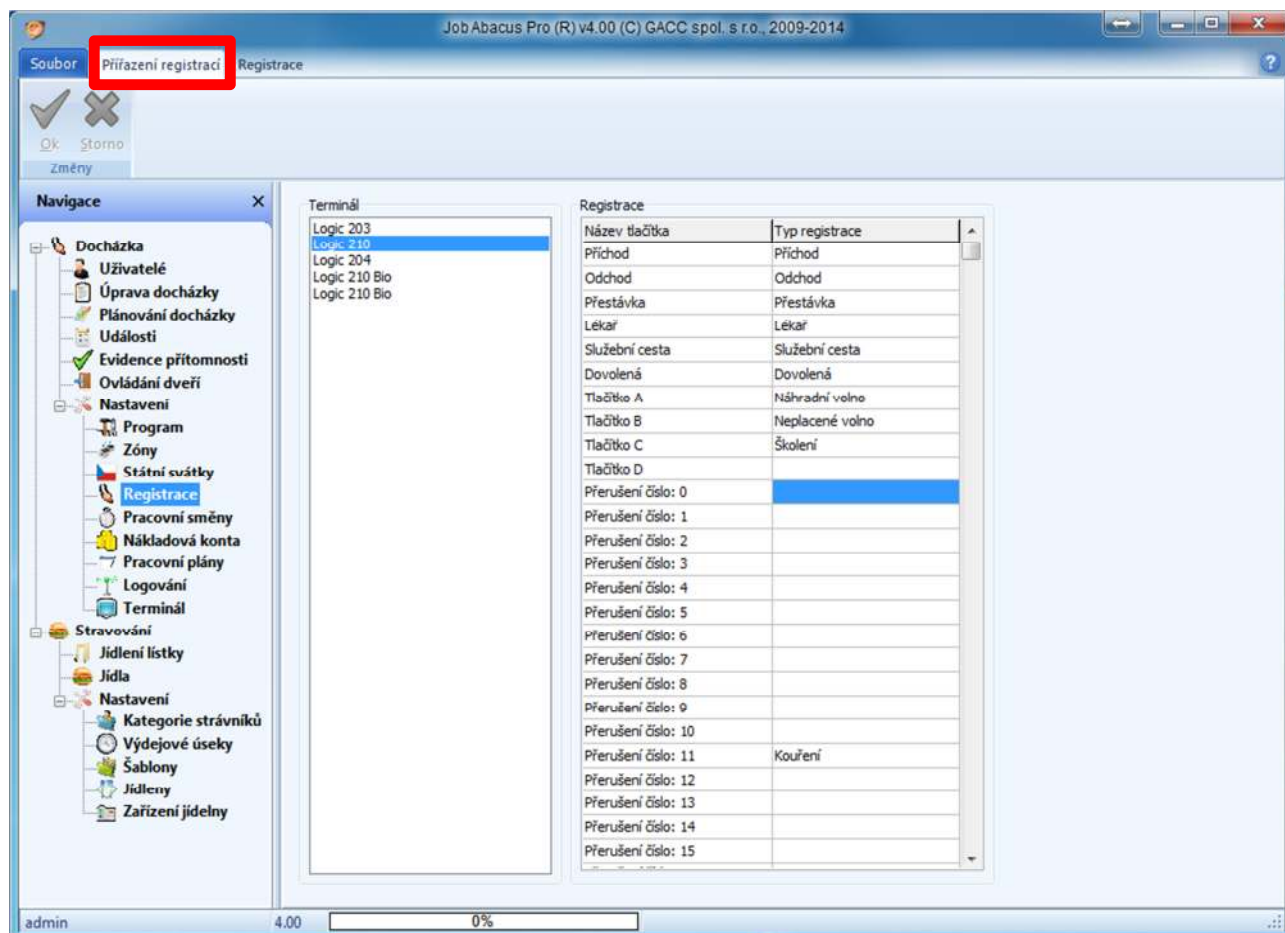 Job Abacus Pro (R) v4.00 (C) GACC spol. s r.o., 2009-2014
Soubor Přiřazení registrací Registrace
Ok Storno
Změny
Navigace
Docházka
Uživatelé
Úprava docházky
Plánování docházky
Události
Evidence přítomnosti
Ovládání dveří
Nastavení
Program
Zóny
Státní svátky
Registrace
Pracovní směny
Nákladová konta
Pracovní plány
Logování
Terminál
Stravování
Jídlení lístky
Jídla
Nastavení
Kategorie strávníků
Výdejové úseky
Šablony
Jídleny
Zařízení jídelny
Terminál
Logic 203
Logic 210
Logic 204
Logic 210 Bio
Logic 210 Bio
Registrace
Název tlačítka Typ registrace
Příchod Příchod
Odchod Odchod
Přestávka Přestávka
Lékař Lékař
Služební cesta Služební cesta
Dovolená Dovolená
Tlačítko A Náhradní volno
Tlačítko B Neplacené volno
Tlačítko C Školení
Tlačítko D
Přerušení číslo: 0
Přerušení číslo: 1
Přerušení číslo: 2
Přerušení číslo: 3
Přerušení číslo: 4
Přerušení číslo: 5
Přerušení číslo: 6
Přerušení číslo: 7
Přerušení číslo: 8
Přerušení číslo: 9
Přerušení číslo: 10
Přerušení číslo: 11 Kouření
Přerušení číslo: 12
Přerušení číslo: 13
Přerušení číslo: 14
Přerušení číslo: 15
admin 4.00 0%